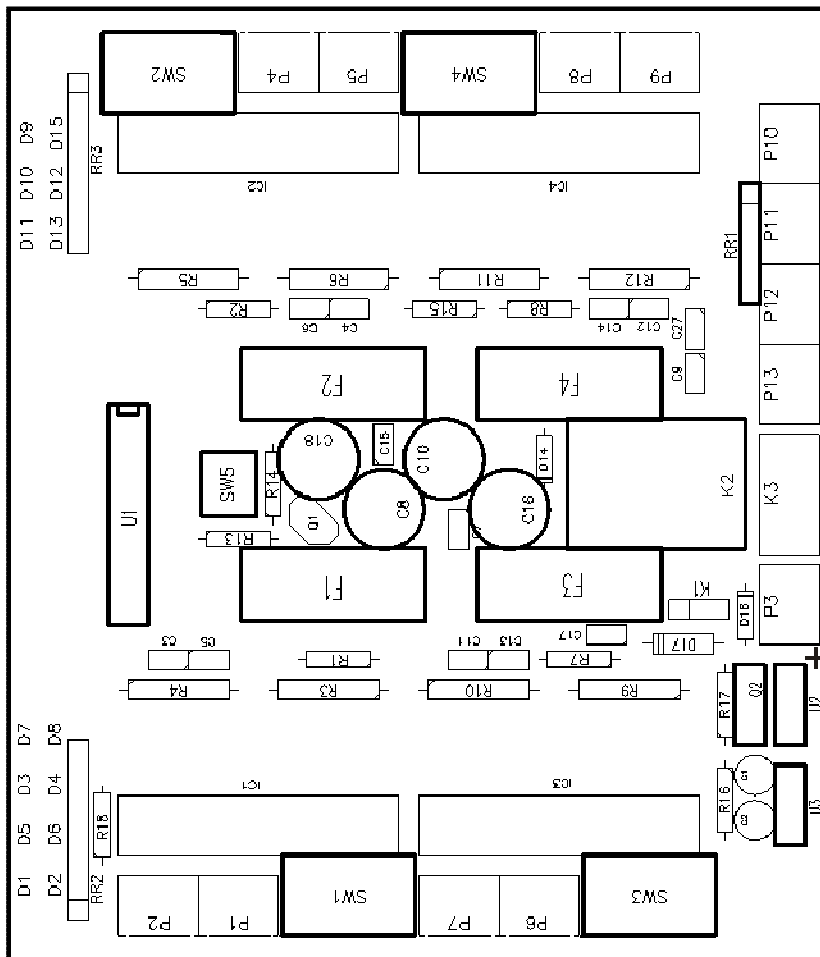 SW2 P4 P5 SW4 P8 P9
D9 D15
RR3
P10
D10 D12
IC2 IC4
D11 D13
RR1 P11
R5 R6 R11 R12
P12
R2 R15 R8
C6 C4 C14 C12
C27
F2 F4 C9 P13
C18 C15 C10
D14
SW5 R14 K2 K3
U1 Q1 C8 C16
R13
F1 F3 K1 P3
D16
C3 C5 C11 C13 C17 D17
R1 R7
+
R4 R3 R10 R9
R17 Q2 U2
D7 D8
D3 D4
IC1 IC3
C1
R16
R18 C2 U3
D5 D6
D1 D2
RR2
P2 P1 SW1 P7 P6 SW3